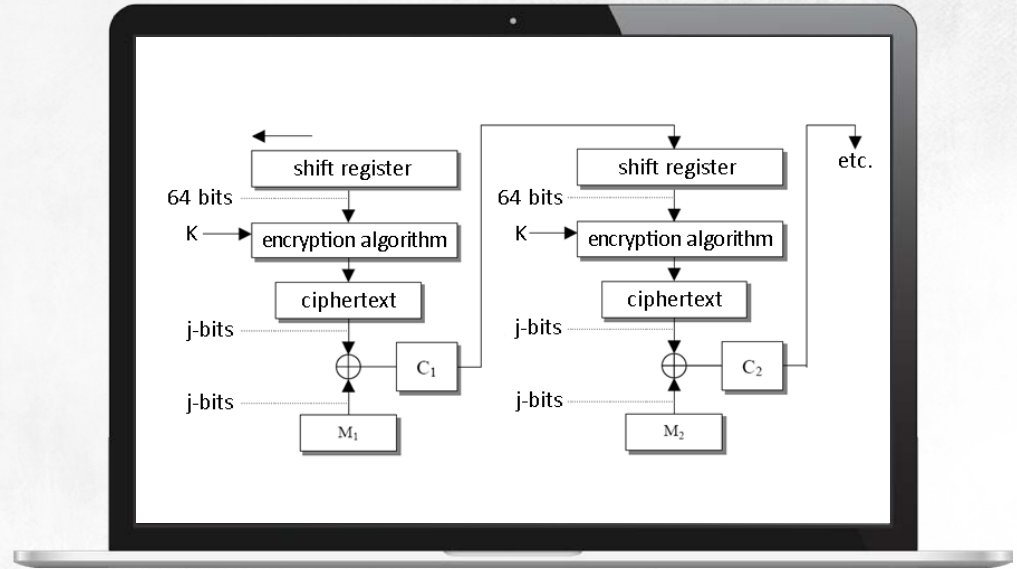 shift register
64 bits
K
encryption algorithm
ciphertext
j-bits
C₁
j-bits
M₁
shift register
64 bits
K
encryption algorithm
ciphertext
j-bits
C₂
j-bits
M₂
etc.